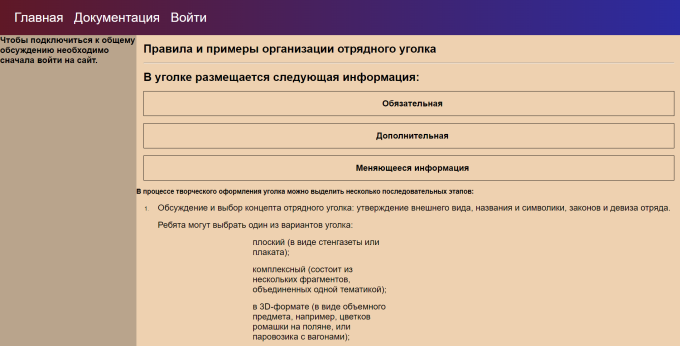 Главная Документация Войти
Чтобы подключиться к общему
обсуждению необходимо
сначала войти на сайт.
Правила и примеры организации отрядного уголка
В уголке размещается следующая информация:
Обязательная
Дополнительная
Меняющееся информация
В процессе творческого оформления уголка можно выделить несколько последовательных этапов:
1. Обсуждение и выбор концепта отрядного уголка: утверждение внешнего вида, названия и символики, законов и девиза отряда.
Ребята могут выбрать один из вариантов уголка:
плоский (в виде стенгазеты или
плаката);
комплексный (состоит из
нескольких фрагментов,
объединенных одной тематикой);
в 3D-формате (в виде объемного
предмета, например, цветков
ромашки на поляне, или
паровозика с вагонами);